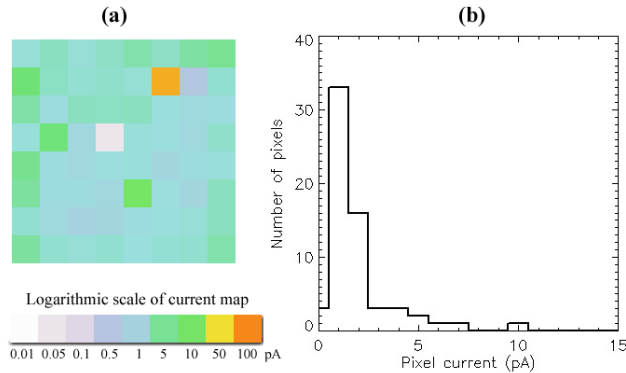 (a)
(b)
Logarithmic scale of current map
0.01 0.05 0.1 0.5 1 5 10 50 100 pA
Number of pixels
40
30
20
10
0
0 5 10 15
Pixel current (pA)